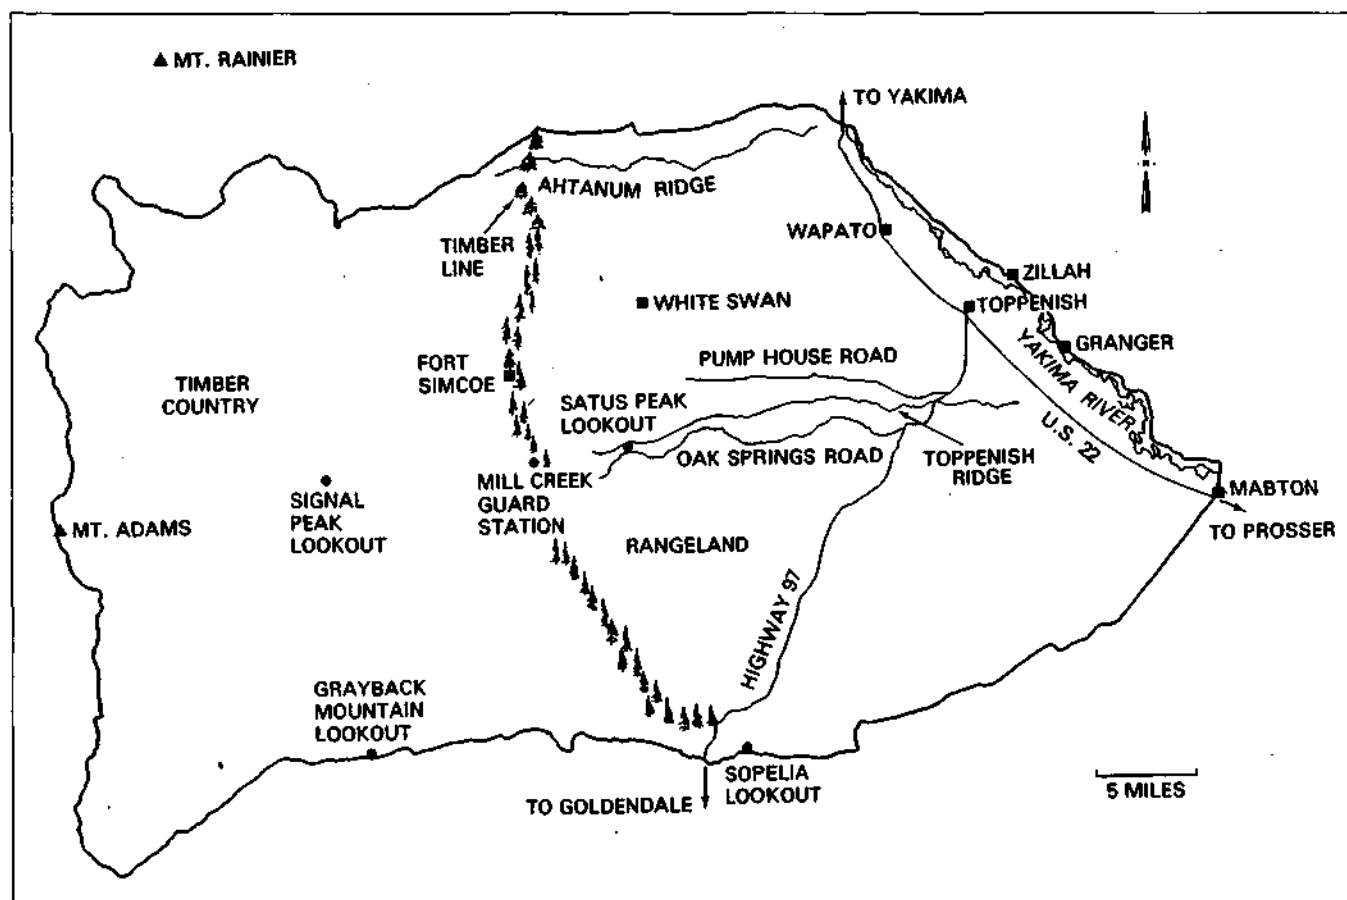 MT. RAINIER
TO YAKIMA
AHTANUM RIDGE
TIMBER
LINE
WAPATO
ZILLAH
WHITE SWAN
TOPPENISH
GRANGER
YAKIMA RIVER
U.S. 22
PUMP HOUSE ROAD
FORT
SIMCOE
TIMBER
COUNTRY
SATUS PEAK
LOOKOUT
OAK SPRINGS ROAD
TOPPENISH
RIDGE
MILL CREEK
GUARD
STATION
SIGNAL
PEAK
LOOKOUT
MT. ADAMS
MABTON
TO PROSSER
RANGELAND
HIGHWAY 97
GRAYBACK
MOUNTAIN
LOOKOUT
SOPELIA
LOOKOUT
TO GOLDENDALE
5 MILES